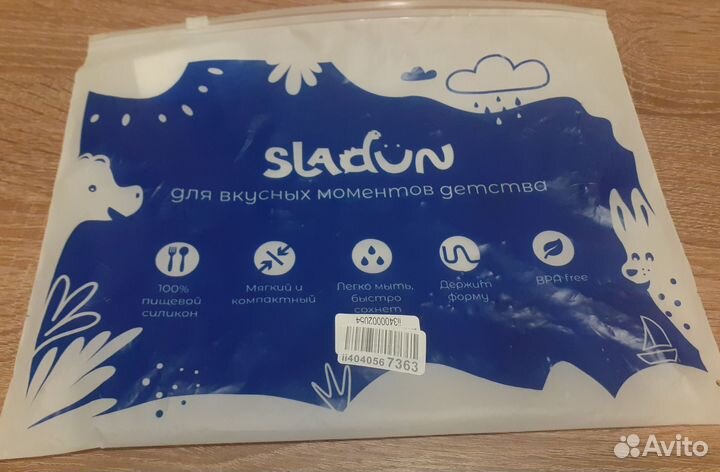 SLADUN
для вкусных моментов детства
100%
пищевой
силикон
Мягкий и
компактный
Легко мыть,
быстро
сохнет
Держит
форму
BPA free
ii4040567363
Avito